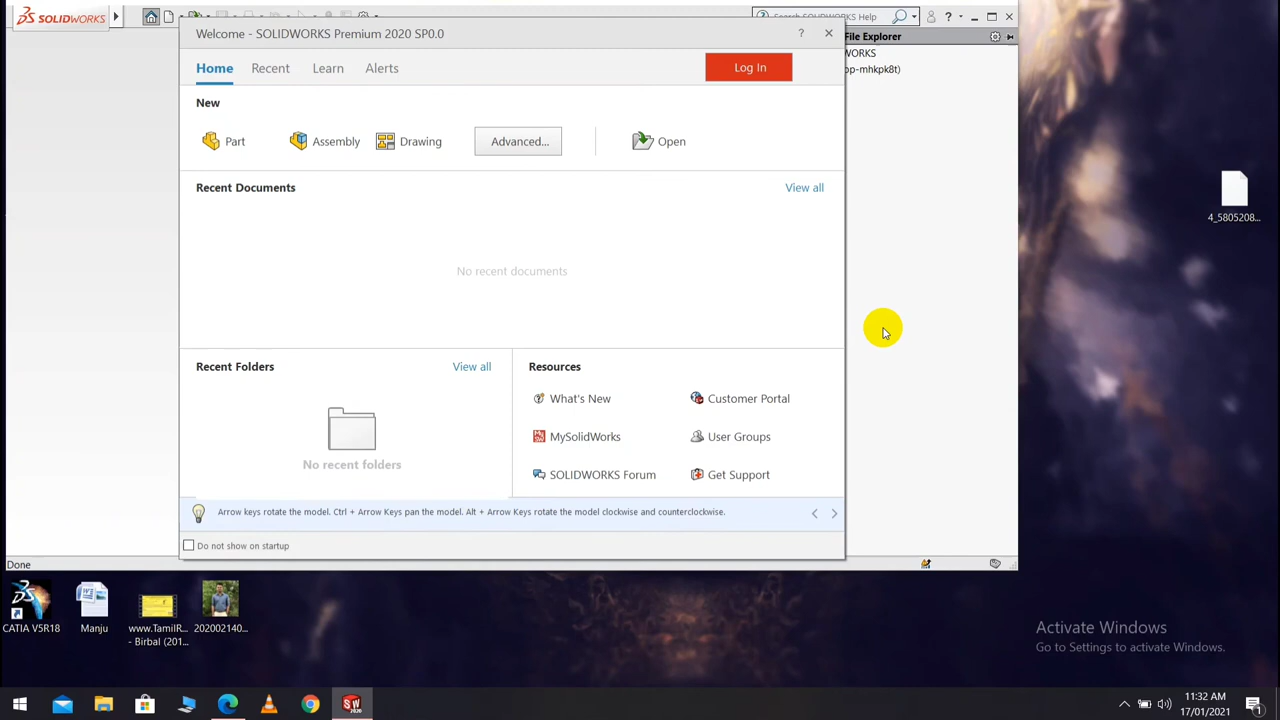 SOLIDWORKS
Search SOLIDWORKS Help
?
Welcome - SOLIDWORKS Premium 2020 SP0.0
?
File Explorer
WORKS
op-mhkpk8t)
Home
Recent
Learn
Alerts
Log In
New
Part
Assembly
Drawing
Advanced...
Open
Recent Documents
View all
No recent documents
4_5805208...
Recent Folders
View all
Resources
No recent folders
What's New
Customer Portal
MySolidWorks
User Groups
SOLIDWORKS Forum
Get Support
Arrow keys rotate the model. Ctrl + Arrow Keys pan the model. Alt + Arrow Keys rotate the model clockwise and counterclockwise.
Do not show on startup
Done
CATIA V5R18
Manju
www.TamilR...
- Birbal (201...
202002140...
Activate Windows
Go to Settings to activate Windows.
SW
2020
11:32 AM
17/01/2021
1